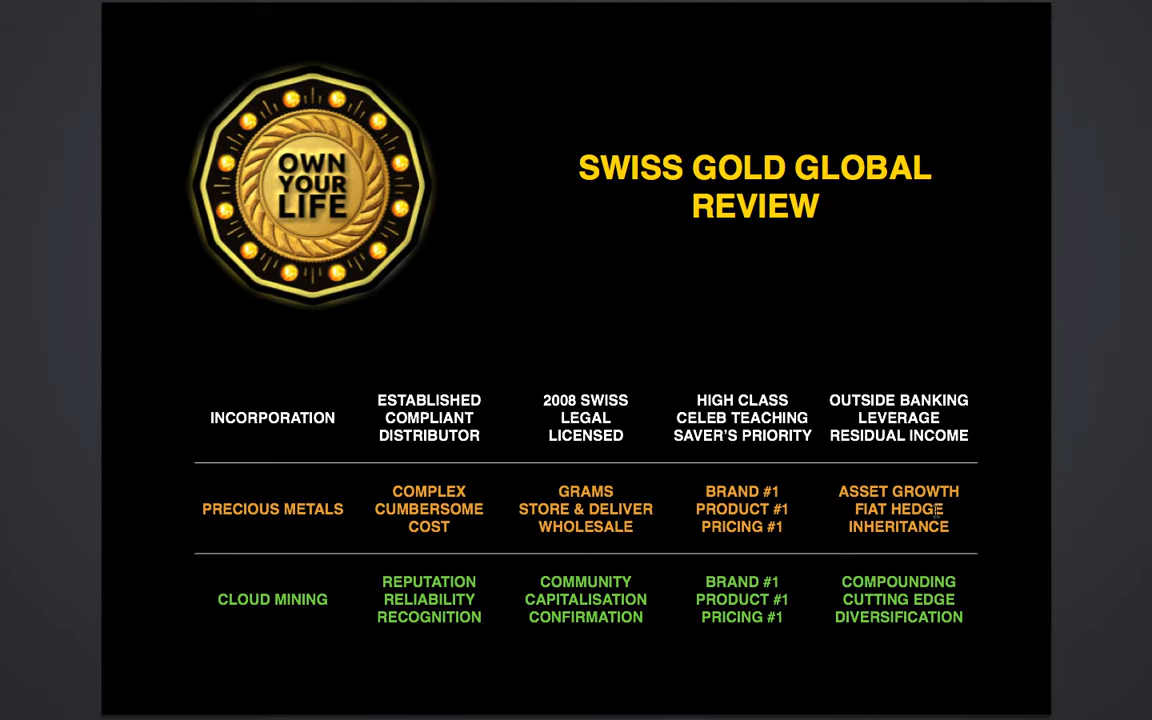 OWN
YOUR
LIFE
SWISS GOLD GLOBAL
REVIEW
INCORPORATION
ESTABLISHED
COMPLIANT
DISTRIBUTOR
2008 SWISS
LEGAL
LICENSED
HIGH CLASS
CELEB TEACHING
SAVER'S PRIORITY
OUTSIDE BANKING
LEVERAGE
RESIDUAL INCOME
PRECIOUS METALS
COMPLEX
CUMBERSOME
COST
GRAMS
STORE & DELIVER
WHOLESALE
BRAND #1
PRODUCT #1
PRICING #1
ASSET GROWTH
FIAT HEDGE
INHERITANCE
CLOUD MINING
REPUTATION
RELIABILITY
RECOGNITION
COMMUNITY
CAPITALISATION
CONFIRMATION
BRAND #1
PRODUCT #1
PRICING #1
COMPOUNDING
CUTTING EDGE
DIVERSIFICATION